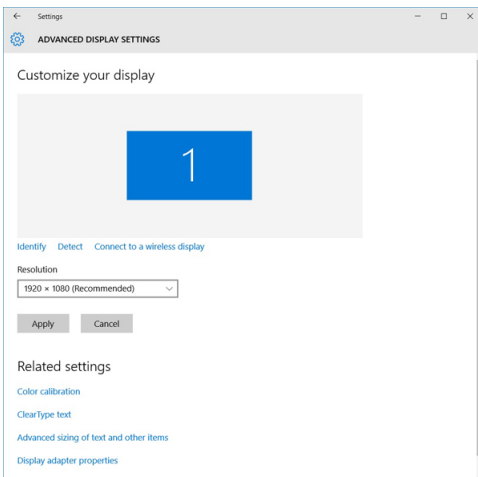 Settings
ADVANCED DISPLAY SETTINGS
Customize your display
1
Identify Detect Connect to a wireless display
Resolution
1920 × 1080 (Recommended)
Apply Cancel
Related settings
Color calibration
ClearType text
Advanced sizing of text and other items
Display adapter properties